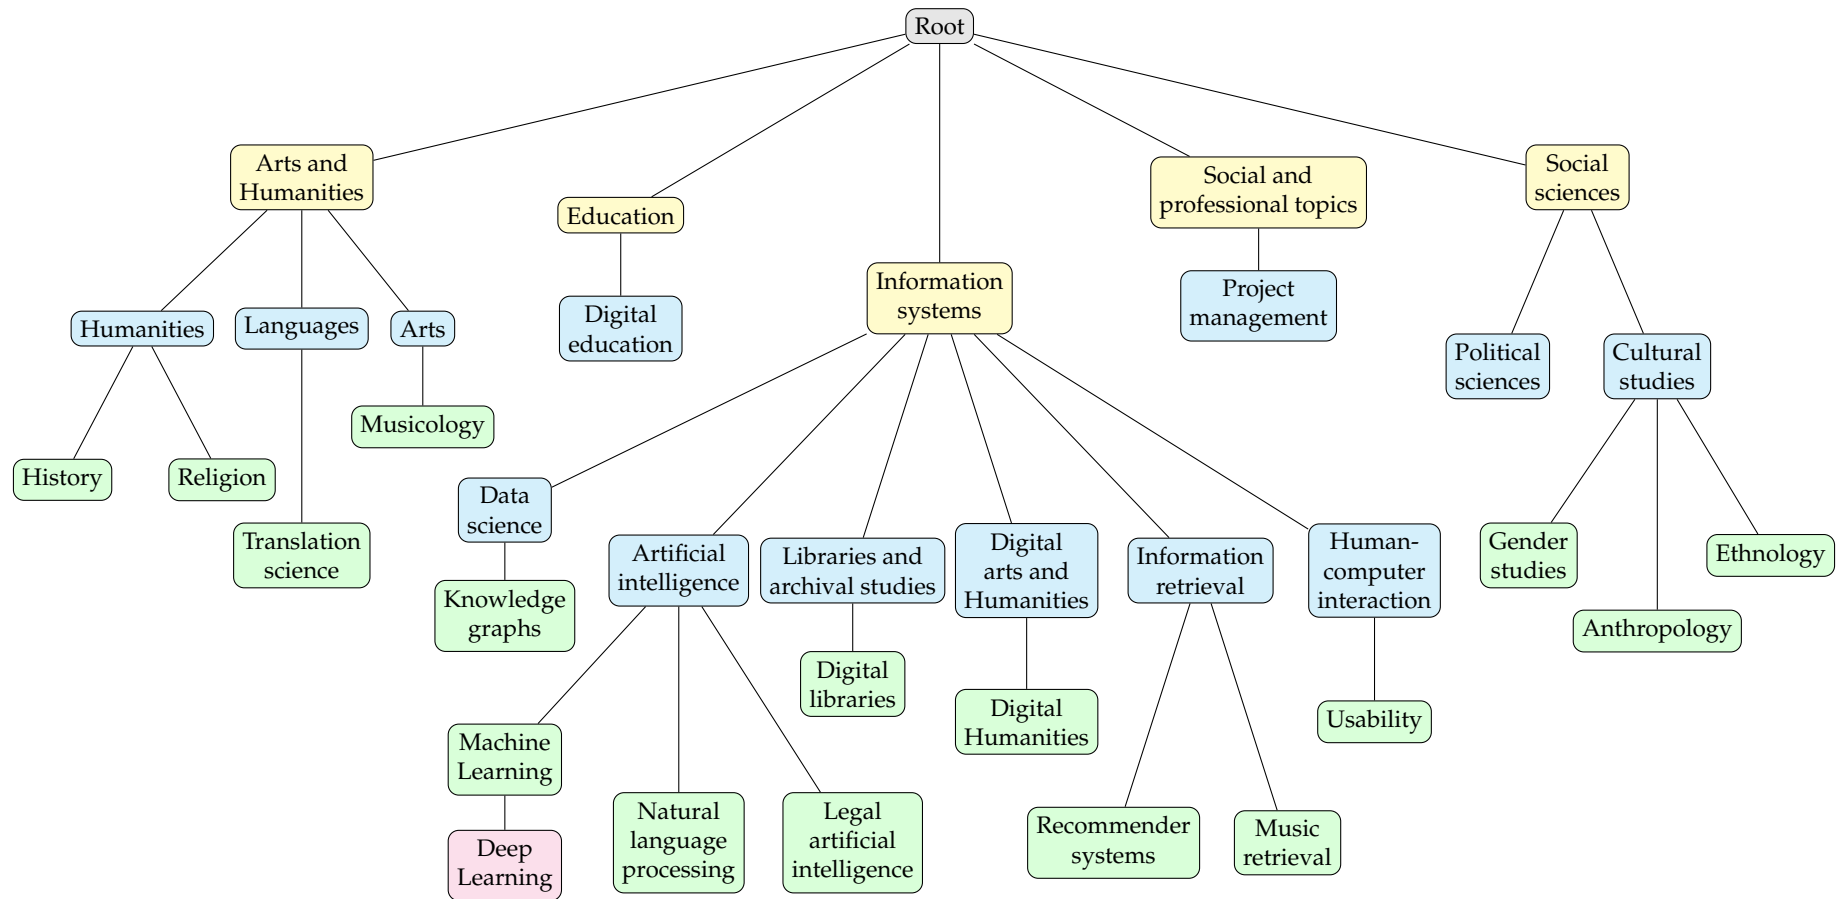 Root
Arts and
Humanities
Education
Information
systems
Social and
professional topics
Social
sciences
Humanities
Languages
Arts
Digital
education
Project
management
Political
sciences
Cultural
studies
History
Religion
Translation
science
Musicology
Data
science
Artificial
intelligence
Libraries and
archival studies
Digital
arts and
Humanities
Information
retrieval
Human-
computer
interaction
Gender
studies
Anthropology
Ethnology
Knowledge
graphs
Machine
Learning
Natural
language
processing
Legal
artificial
intelligence
Digital
libraries
Digital
Humanities
Recommender
systems
Music
retrieval
Usability
Deep
Learning